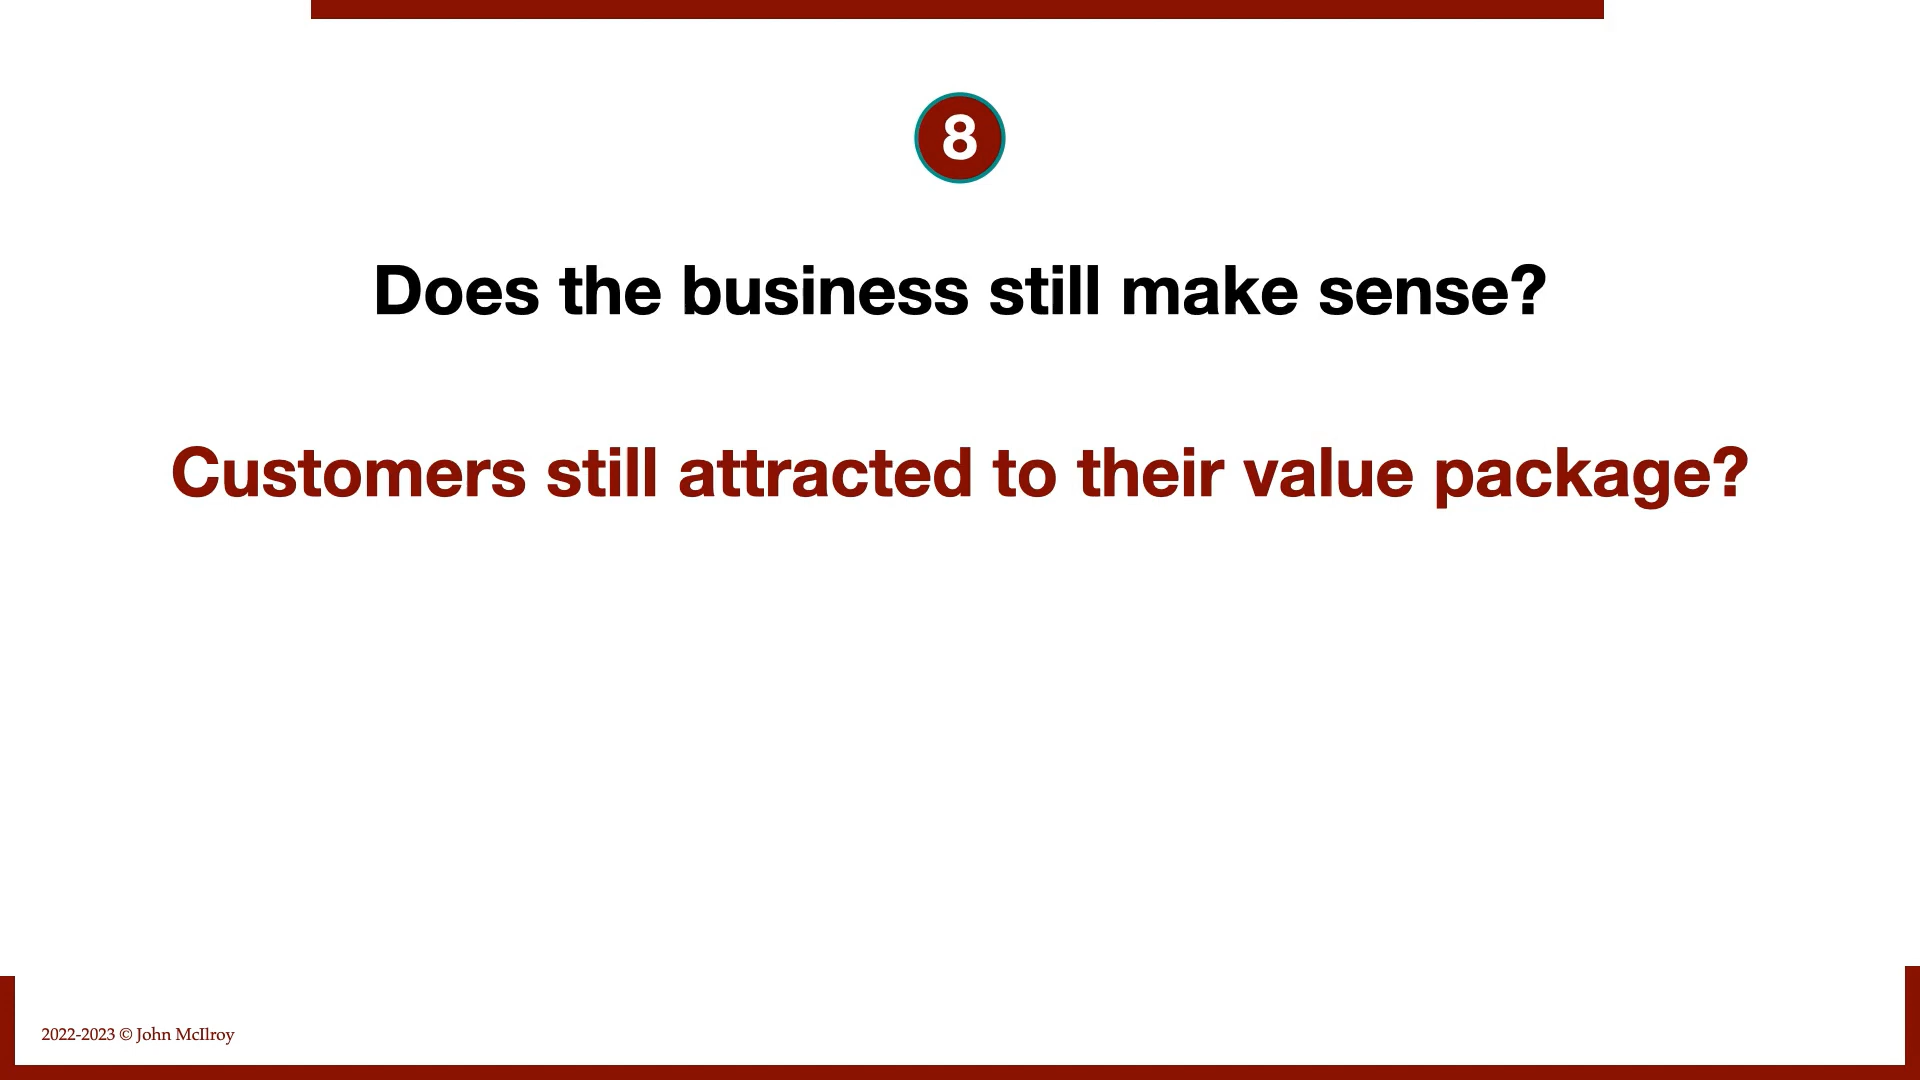 8
Does the business still make sense?
Customers still attracted to their value package?
2022-2023 © John McIlroy